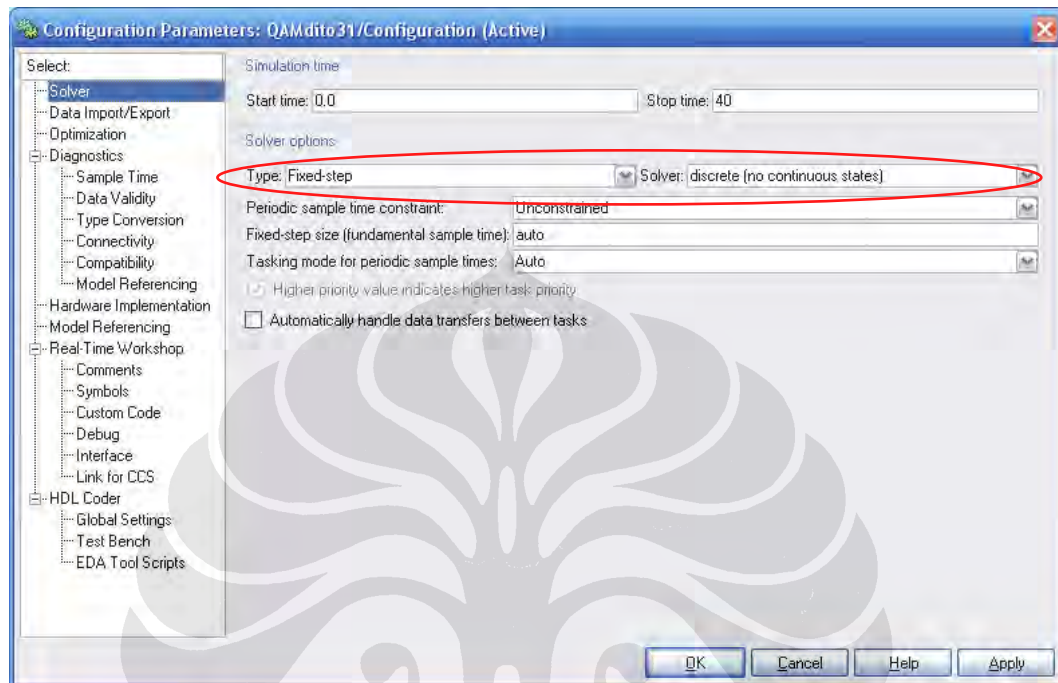 Configuration Parameters: QAMdito31/Configuration (Active)
Select:
Solver
Data Import/Export
Optimization
Diagnostics
Sample Time
Data Validity
Type Conversion
Connectivity
Compatibility
Model Referencing
Hardware Implementation
Model Referencing
Real-Time Workshop
Comments
Symbols
Custom Code
Debug
Interface
Link for CCS
HDL Coder
Global Settings
Test Bench
EDA Tool Scripts
Simulation time
Start time: 0.0 Stop time: 40
Solver options
Type: Fixed-step Solver: discrete (no continuous states)
Periodic sample time constraint: Unconstrained
Fixed-step size (fundamental sample time): auto
Tasking mode for periodic sample times: Auto
Higher priority value indicates higher task priority
Automatically handle data transfers between tasks
OK Cancel Help Apply